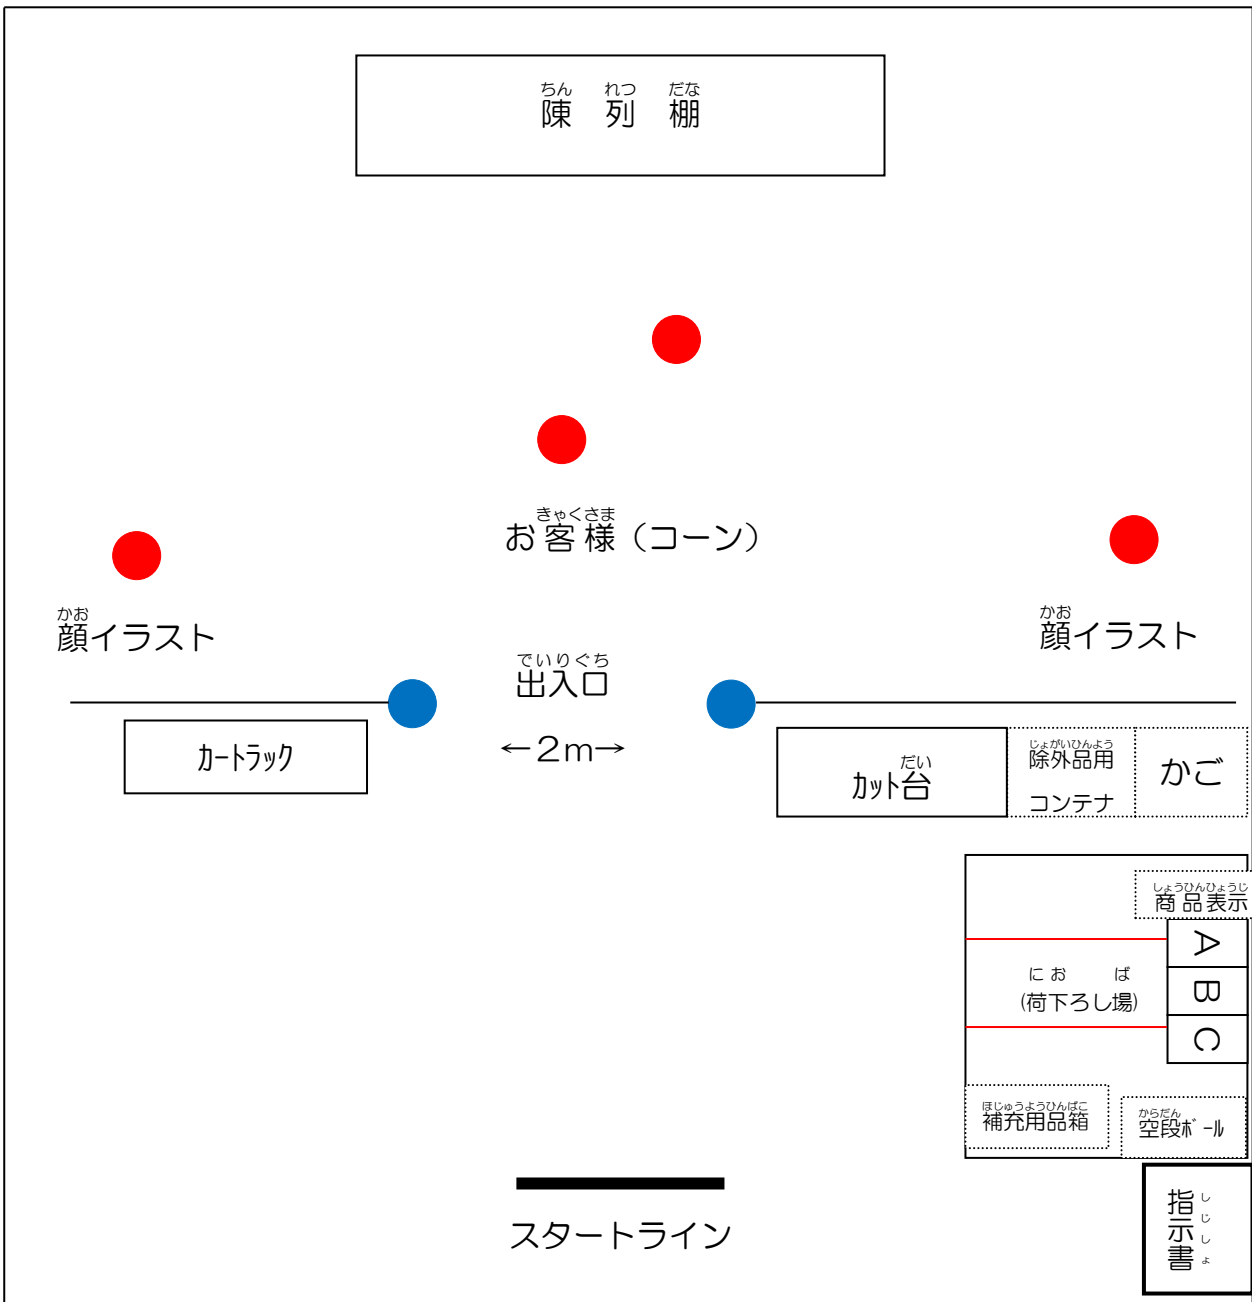 ちん れつ だな
陳 列 棚
きゃくさま
お客様（コーン）
かお
顔イラスト
かお
顔イラスト
でいりぐち
出入口
←2m→
ｶｰﾄﾗｯｸ
だい
ｶｯﾄ台
じょがいひんよう
除外品用
コンテナ
かご
しょうひんひょうじ
商品表示
A
B
C
に お ば
(荷下ろし場)
ほじゅうようひんばこ
補充用品箱
からだん
空段ﾎﾞｰﾙ
スタートライン
指示書
しじしょ